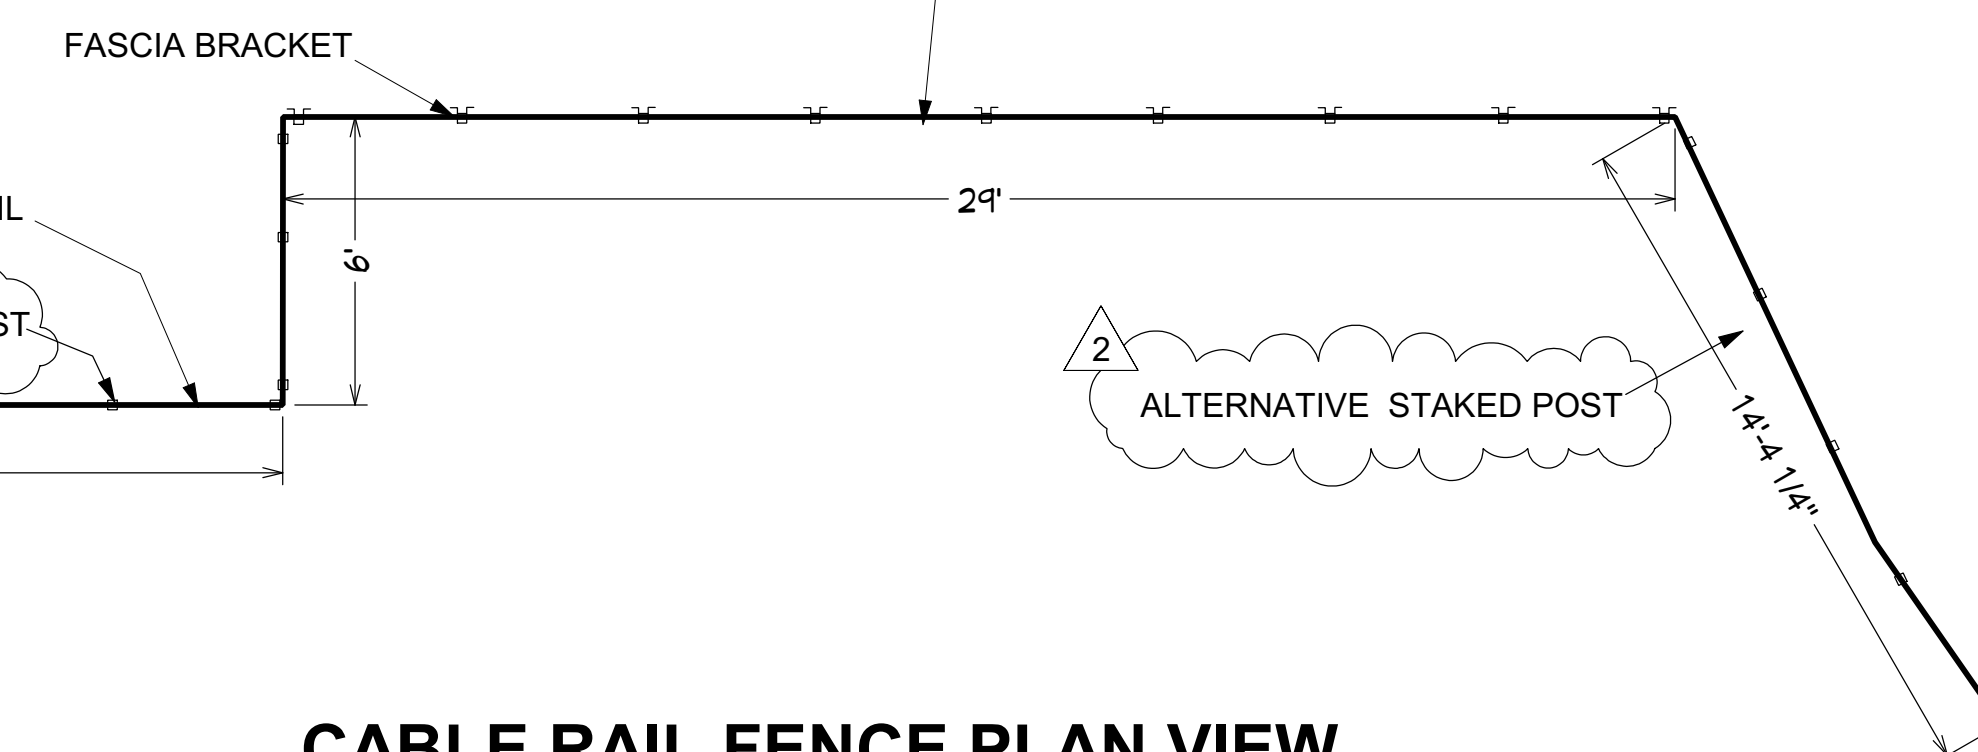 FASCIA BRACKET
29'
6'
2
ALTERNATIVE STAKED POST
14'-4 1/4"
CABLE RAIL FENCE PLAN VIEW